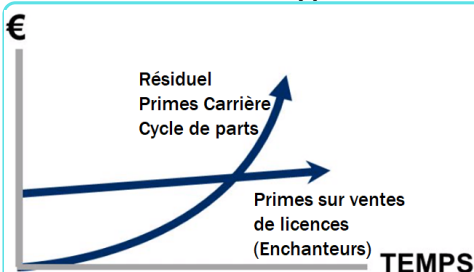 €
Résiduel
Primes Carrière
Cycle de parts
Primes sur ventes
de licences
(Enchanteurs)
TEMPS